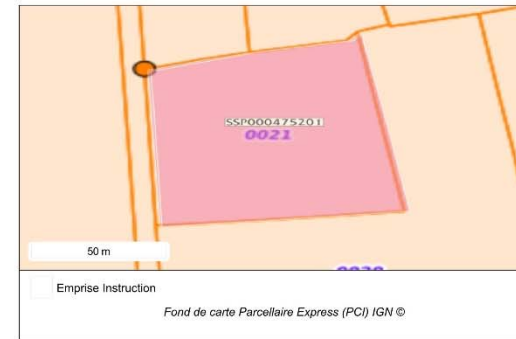 SSP000475201
0021
50 m
Emprise Instruction
Fond de carte Parcellaire Express (PCI) IGN ©